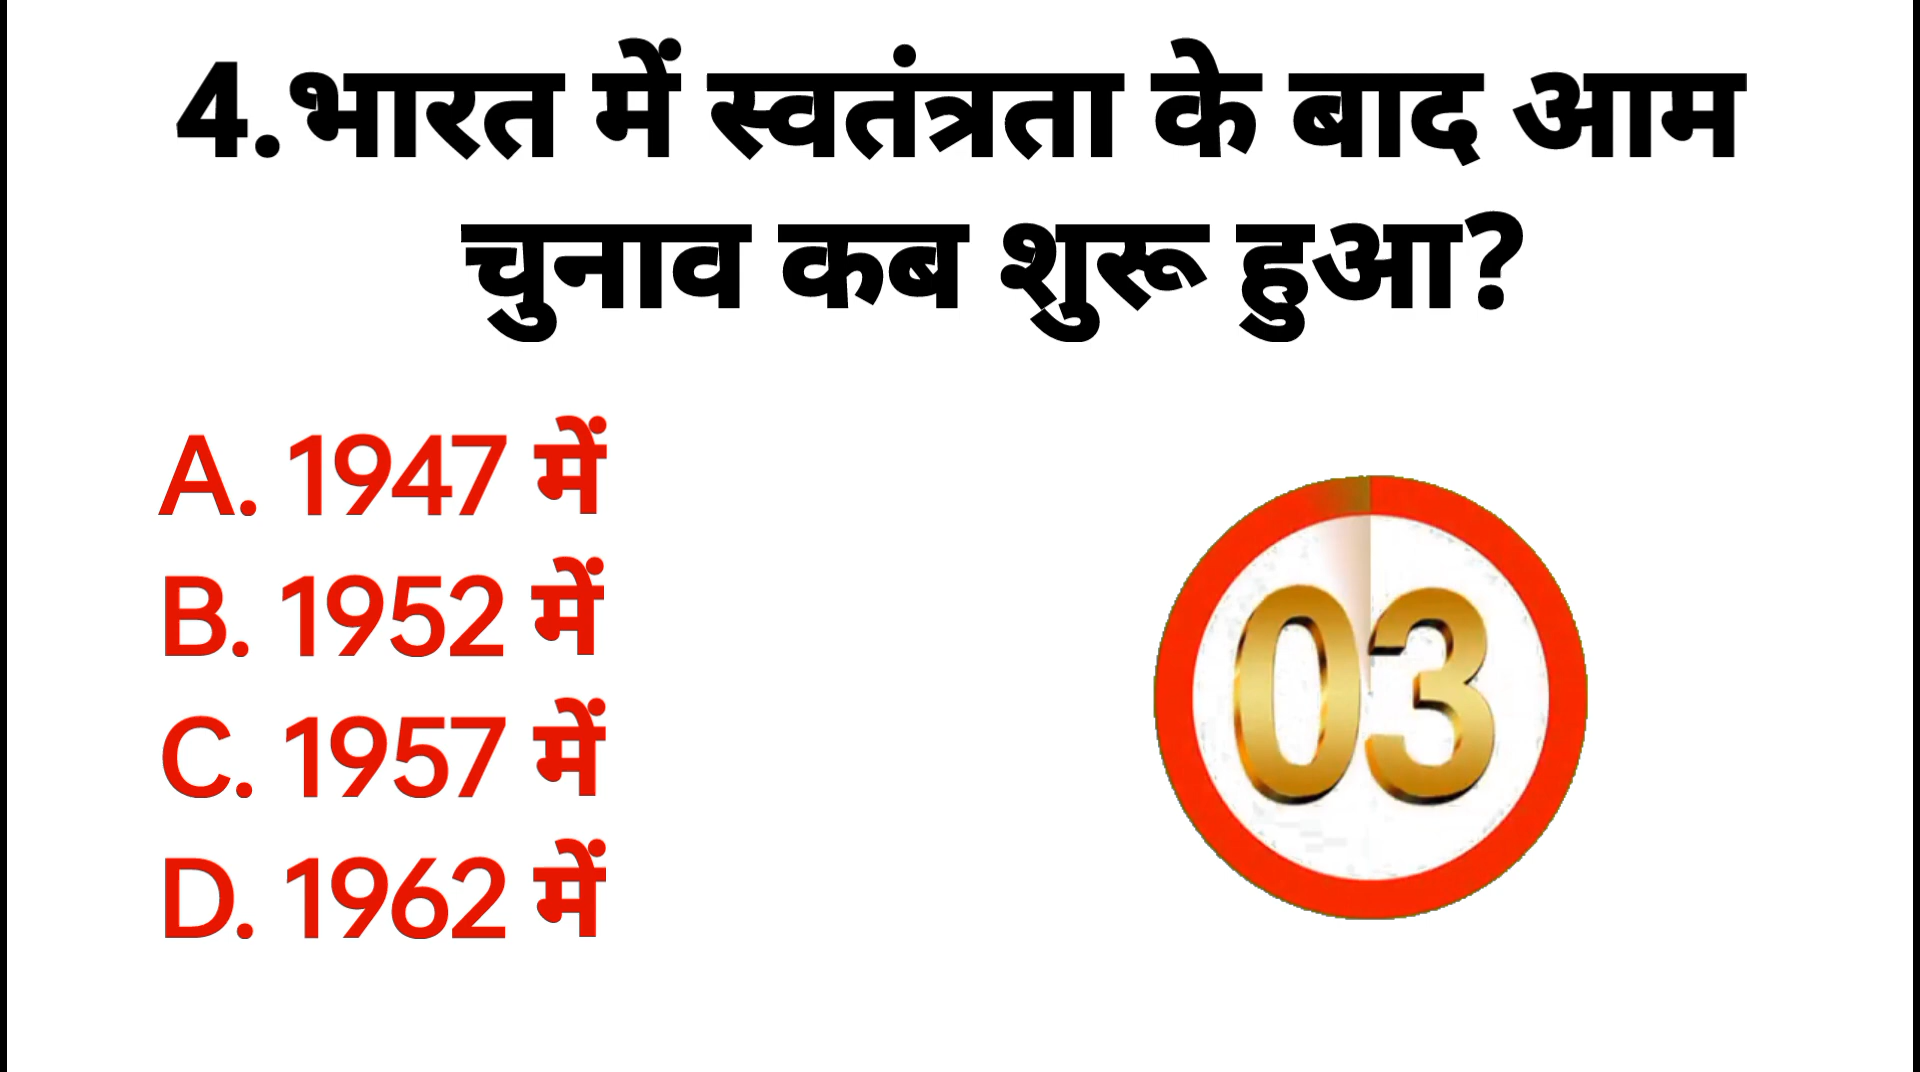 4.भारत में स्वतंत्रता के बाद आम
चुनाव कब शुरू हुआ?
A. 1947 में
B. 1952 में
C. 1957 में
D. 1962 में
03